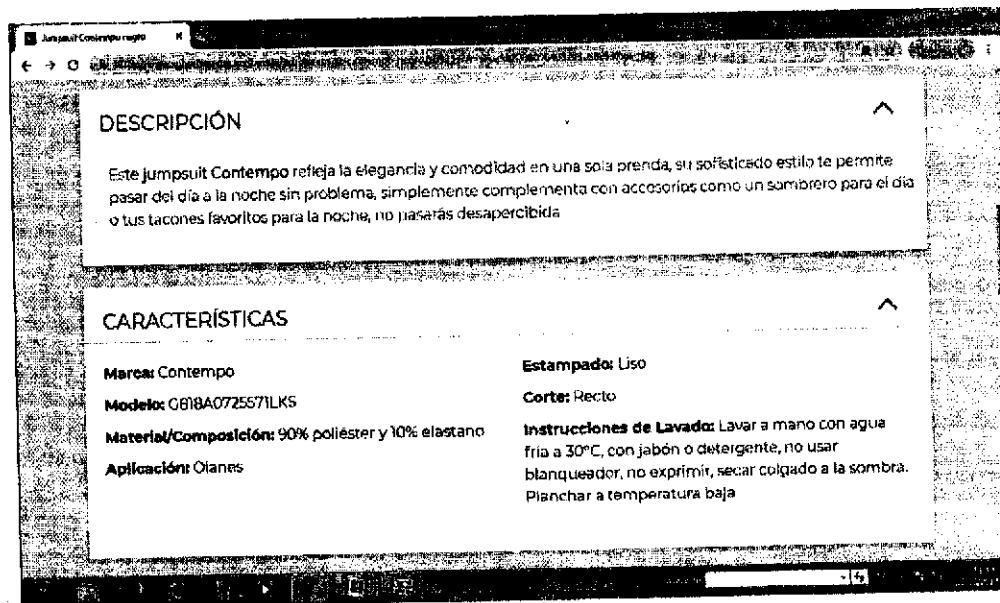 Jumpsuit Contempo negro
DESCRIPCIÓN
Este jumpsuit Contempo refleja la elegancia y comodidad en una sola prenda, su sofisticado estilo te permite
pasar del día a la noche sin problema, simplemente complementa con accesorios como un sombrero para el día
o tus tacones favoritos para la noche, no pasarás desapercibida
CARACTERÍSTICAS
Marca: Contempo
Modelo:
Material/Composición: 90% poliéster y 10% elastano
Aplicación: Olanes
Estampado: Liso
Corte: Recto
Instrucciones de Lavado: Lavar a mano con agua
fria a 30°C, con jabón o detergente, no usar
blanqueador, no exprimir, secar colgado a la sombra.
Planchar a temperatura baja